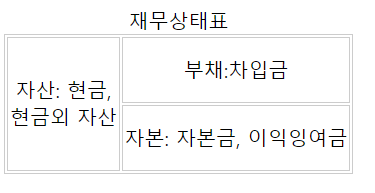 재무상태표
자산: 현금,
현금외 자산
부채:차입금
자본: 자본금, 이익잉여금